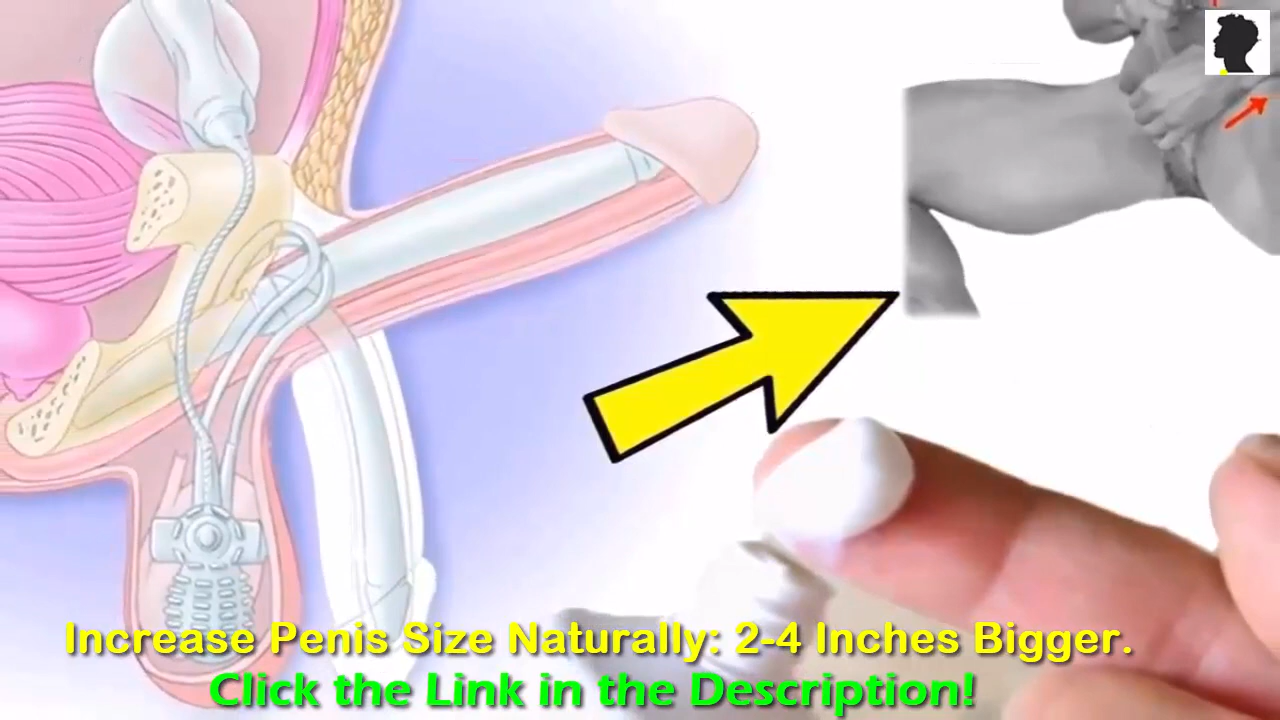 Increase Penis Size Naturally: 2-4 Inches Bigger.
Click the Link in the Description!